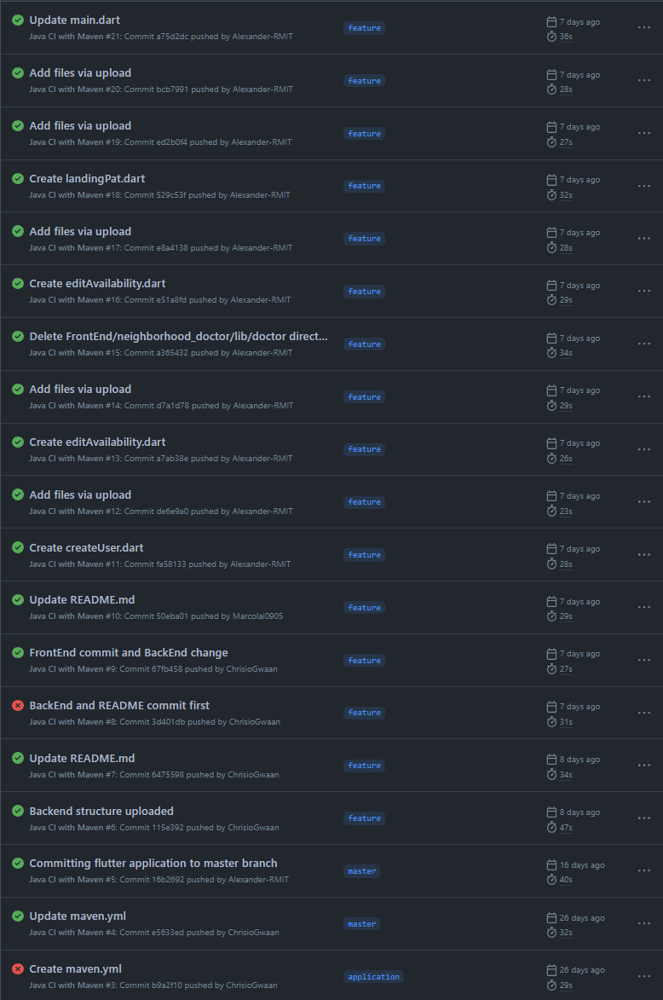 Update main.dart
Java CI with Maven #21: Commit a75d2dc pushed by Alexander-RMIT
feature
7 days ago
36s
Add files via upload
Java CI with Maven #20: Commit bcb7991 pushed by Alexander-RMIT
feature
7 days ago
28s
Add files via upload
Java CI with Maven #19: Commit ed2b0f4 pushed by Alexander-RMIT
feature
7 days ago
27s
Create landingPat.dart
Java CI with Maven #18: Commit 529c53f pushed by Alexander-RMIT
feature
7 days ago
32s
Add files via upload
Java CI with Maven #17: Commit e8a4138 pushed by Alexander-RMIT
feature
7 days ago
28s
Create editAvailability.dart
Java CI with Maven #16: Commit e51a8fd pushed by Alexander-RMIT
feature
7 days ago
29s
Delete FrontEnd/neighborhood_doctor/lib/doctor direct...
Java CI with Maven #15: Commit a365432 pushed by Alexander-RMIT
feature
7 days ago
34s
Add files via upload
Java CI with Maven #14: Commit d7a1d78 pushed by Alexander-RMIT
feature
7 days ago
29s
Create editAvailability.dart
Java CI with Maven #13: Commit a7ab38e pushed by Alexander-RMIT
feature
7 days ago
26s
Add files via upload
Java CI with Maven #12: Commit de6e9a0 pushed by Alexander-RMIT
feature
7 days ago
23s
Create createUser.dart
Java CI with Maven #11: Commit fa58133 pushed by Alexander-RMIT
feature
7 days ago
28s
Update README.md
Java CI with Maven #10: Commit 50eba01 pushed by Marcolai0905
feature
7 days ago
29s
FrontEnd commit and BackEnd change
Java CI with Maven #9: Commit 67fb458 pushed by ChrisioGwaan
feature
7 days ago
27s
BackEnd and README commit first
Java CI with Maven #8: Commit 3d401db pushed by ChrisioGwaan
feature
7 days ago
31s
Update README.md
Java CI with Maven #7: Commit 6475598 pushed by ChrisioGwaan
feature
8 days ago
34s
Backend structure uploaded
Java CI with Maven #6: Commit 115e392 pushed by ChrisioGwaan
feature
8 days ago
47s
Committing flutter application to master branch
Java CI with Maven #5: Commit 16b2692 pushed by Alexander-RMIT
master
16 days ago
40s
Update maven.yml
Java CI with Maven #4: Commit e5633ed pushed by ChrisioGwaan
master
26 days ago
32s
Create maven.yml
Java CI with Maven #3: Commit b9a2f10 pushed by ChrisioGwaan
application
26 days ago
29s